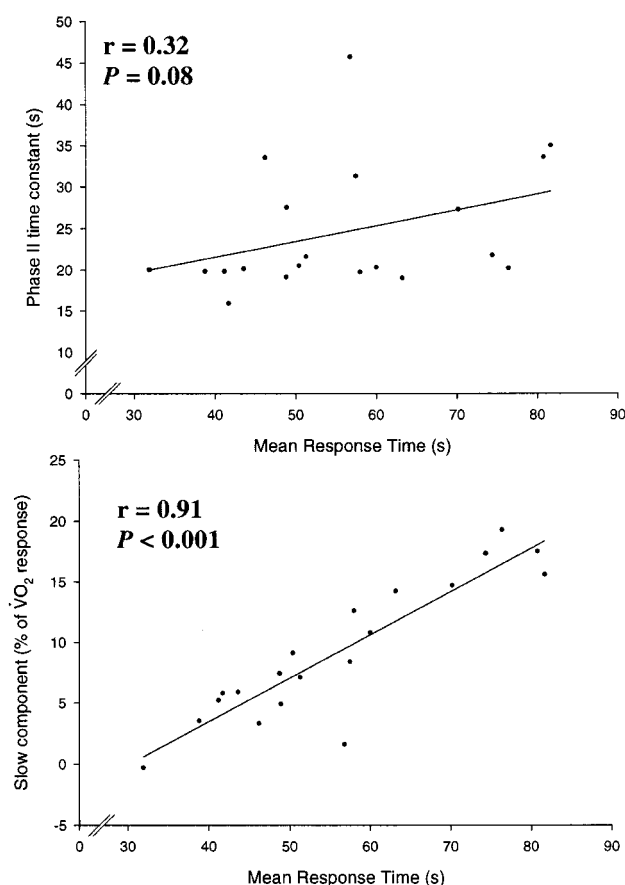 r = 0.32
P = 0.08
50
45
40
35
30
25
20
15
10
0
Phase II time constant (s)
0 30 40 50 60 70 80 90
Mean Response Time (s)
r = 0.91
P < 0.001
25
20
15
10
5
0
-5
Slow component (% of V̇O₂ response)
0 30 40 50 60 70 80 90
Mean Response Time (s)